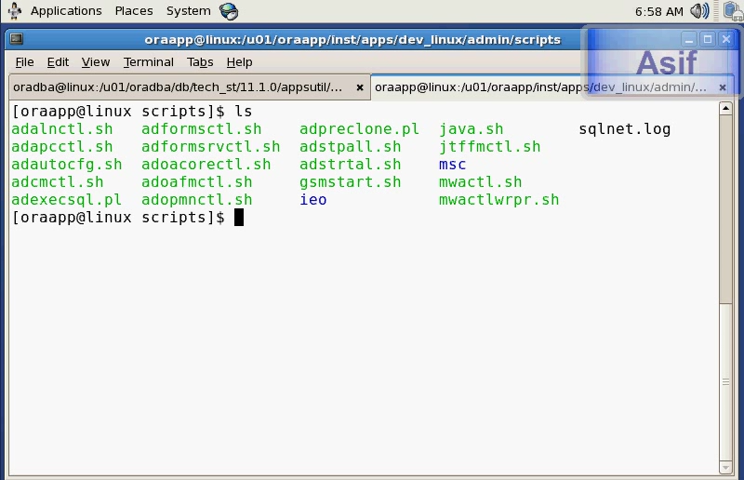 Applications Places System 6:58 AM
oraapp@linux:/u01/oraapp/inst/apps/dev_linux/admin/scripts
Asif
File Edit View Terminal Tabs Help
oradba@linux:/u01/oradba/db/tech_st/11.1.0/appsutil/... oraapp@linux:/u01/oraapp/inst/apps/dev_linux/admin/...
[oraapp@linux scripts]$ ls
adalnctl.sh adformsctl.sh adpreclone.pl java.sh sqlnet.log
adapcctl.sh adformsrvctl.sh adstpall.sh jtffmctl.sh
adautocfg.sh adoacorectl.sh adstrtal.sh msc
adcmctl.sh adoafmctl.sh gsmstart.sh mwactl.sh
adexecsql.pl adopmnctl.sh ieo mwactlwrpr.sh
[oraapp@linux scripts]$